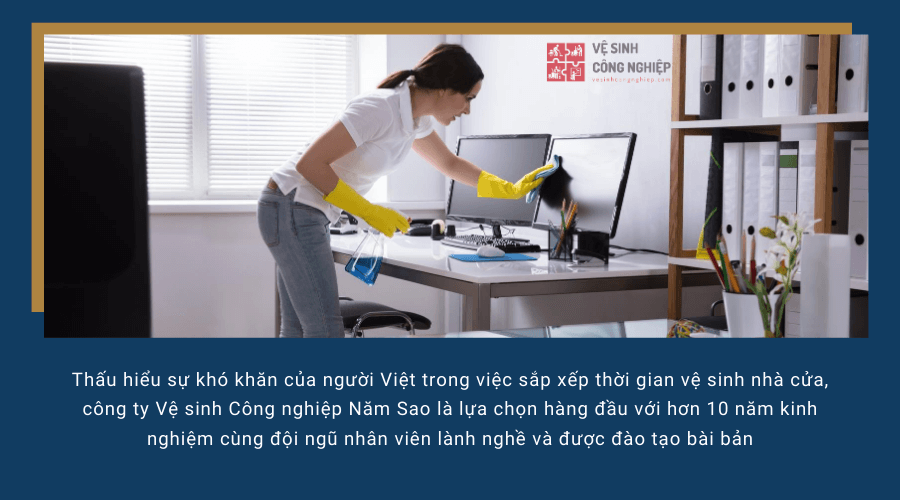 VỆ SINH
CÔNG NGHIỆP
vesinhcongnghiep.com
Thấu hiểu sự khó khăn của người Việt trong việc sắp xếp thời gian vệ sinh nhà cửa,
công ty Vệ sinh Công nghiệp Năm Sao là lựa chọn hàng đầu với hơn 10 năm kinh
nghiệm cùng đội ngũ nhân viên lành nghề và được đào tạo bài bản